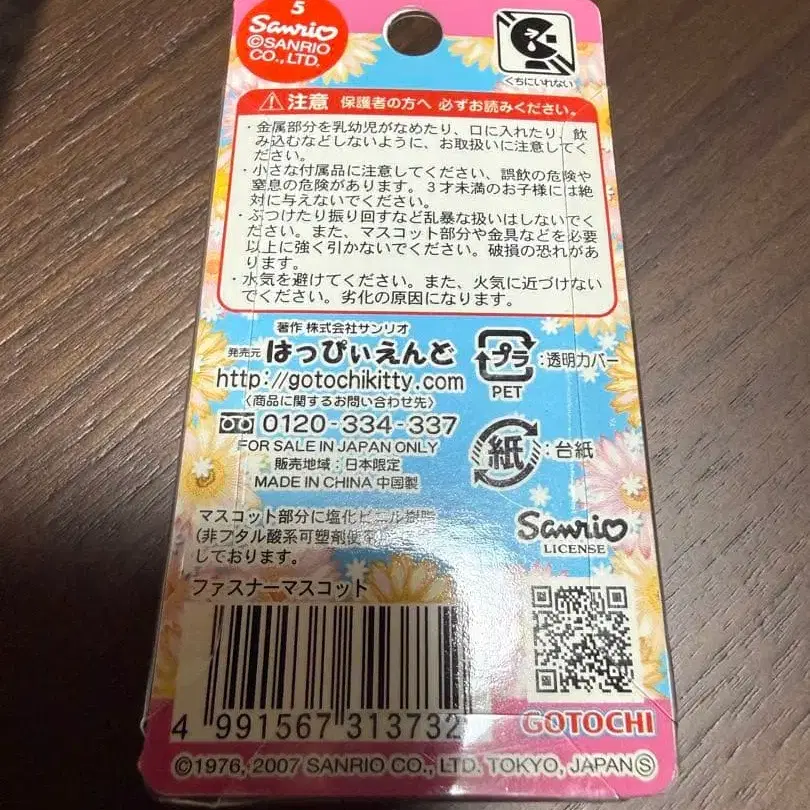 5
Sanrio
©SANRIO
CO., LTD.
くちにいれない
注意 保護者の方へ 必ずお読みください。
・金属部分を乳幼児がなめたり、口に入れたり、飲
み込むなどしないように、お取扱いに注意してく
ださい。
・小さな付属品に注意してください、誤飲の危険や
窒息の危険があります。3才未満のお子様には絶
対に与えないでください。
・ぶつけたり振り回すなど乱暴な扱いはしないでく
ださい。また、マスコット部分や金具などを必要
以上に強く引かないでください。破損の恐れがあ
ります。
・水気を避けてください。また、火気に近づけない
でください。劣化の原因になります。
著作 株式会社サンリオ
発売元 はっぴぃえんど
http://gotochikitty.com
〈商品に関するお問い合わせ先〉
0120-334-337
FOR SALE IN JAPAN ONLY
販売地域：日本限定
MADE IN CHINA 中国製
プラ :透明カバー
PET
紙 :台紙
マスコット部分に塩化ビニル樹脂
(非フタル酸系可塑剤使
しております。
Sanrio
LICENSE
ファスナーマスコット
4 991567 313732
GOTOCHI
©1976, 2007 SANRIO CO., LTD. TOKYO, JAPAN Ⓢ